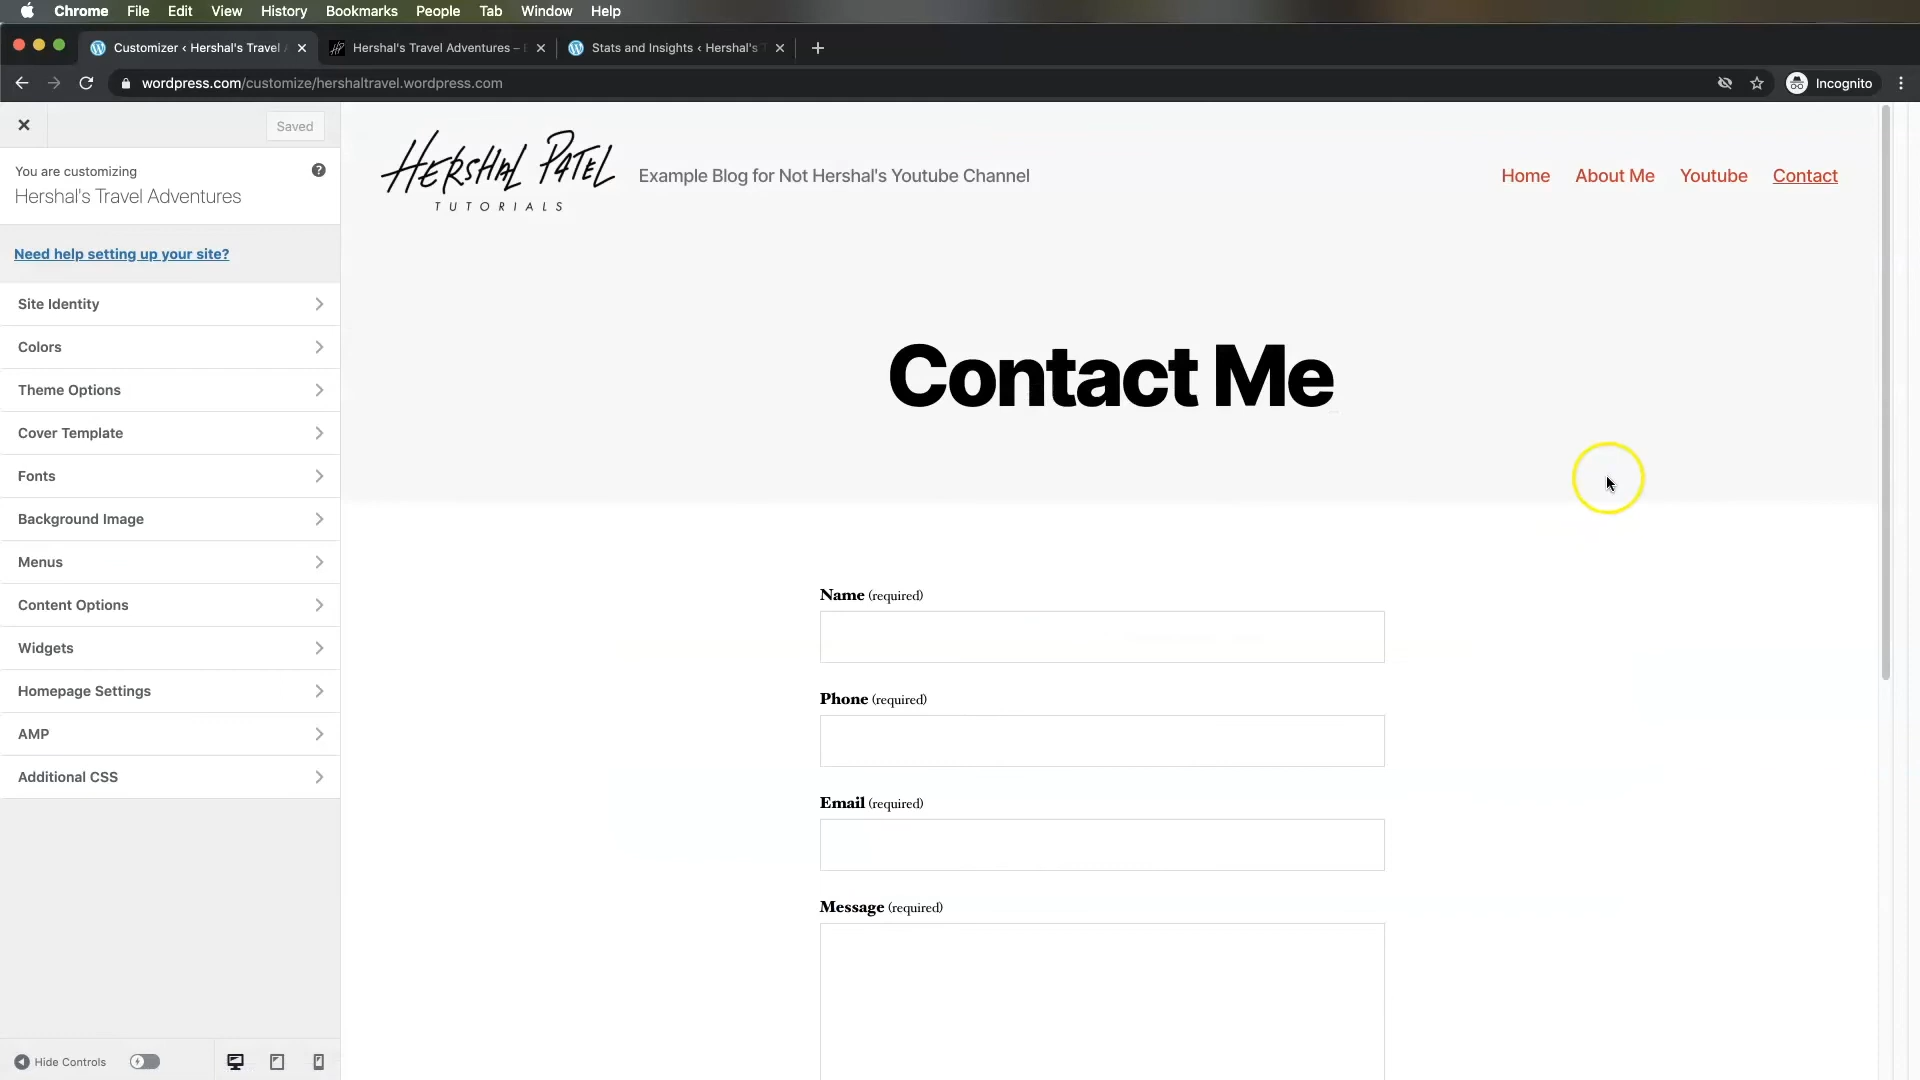 Chrome File Edit View History Bookmarks People Tab Window Help
Customizer ‹ Hershal's Travel A
Hershal's Travel Adventures – E
Stats and Insights ‹ Hershal's T
wordpress.com/customize/hershaltravel.wordpress.com
Incognito
Saved
You are customizing
Hershal's Travel Adventures
Need help setting up your site?
Site Identity
Colors
Theme Options
Cover Template
Fonts
Background Image
Menus
Content Options
Widgets
Homepage Settings
AMP
Additional CSS
Hide Controls
HERSHAL PATEL
TUTORIALS
Example Blog for Not Hershal's Youtube Channel
Home About Me Youtube Contact
Contact Me
Name (required)
Phone (required)
Email (required)
Message (required)